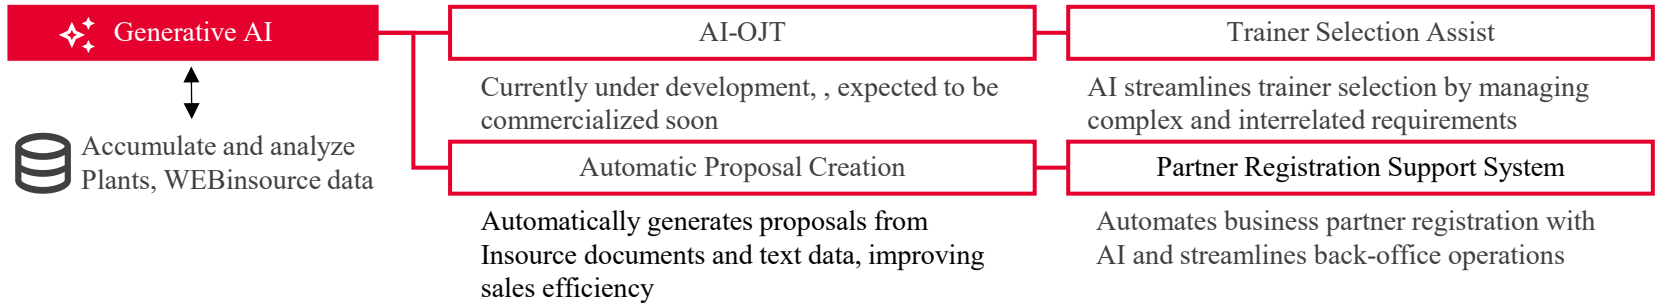 Generative AI
Accumulate and analyze
Plants, WEBinsource data
AI-OJT
Currently under development, , expected to be
commercialized soon
Trainer Selection Assist
AI streamlines trainer selection by managing
complex and interrelated requirements
Automatic Proposal Creation
Automatically generates proposals from
Insource documents and text data, improving
sales efficiency
Partner Registration Support System
Automates business partner registration with
AI and streamlines back-office operations